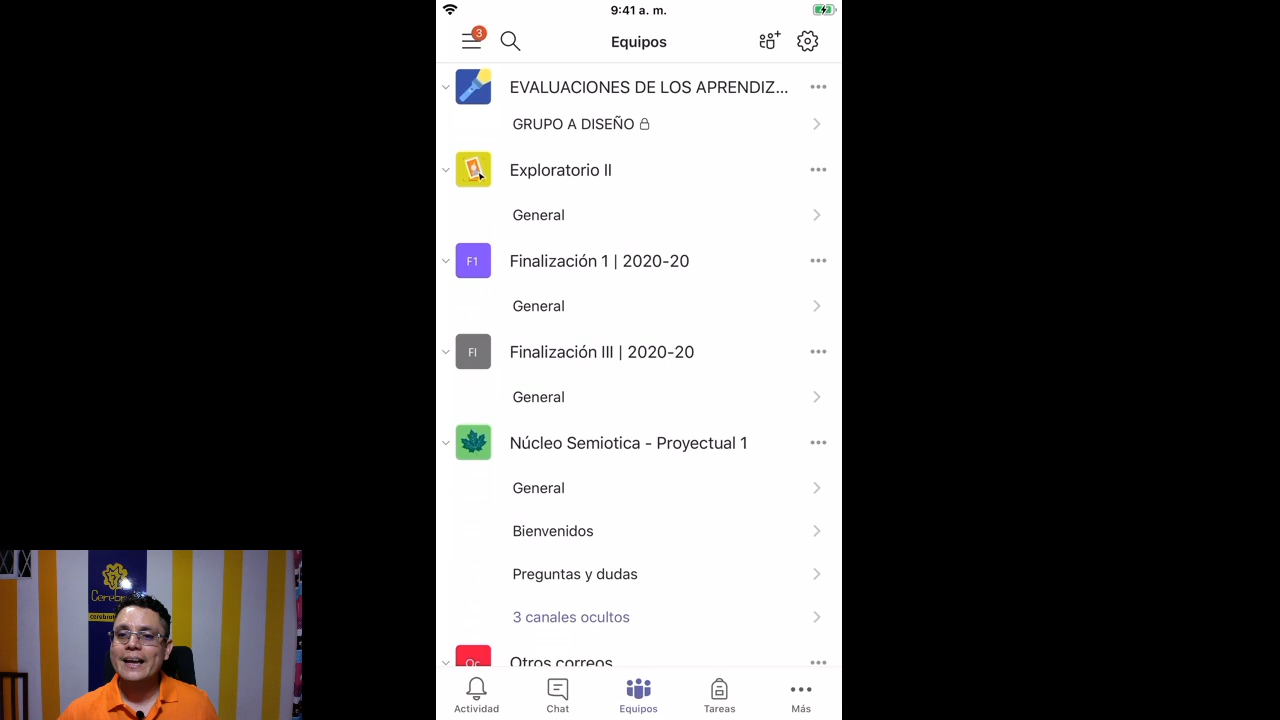 9:41 a. m.
3
Equipos
EVALUACIONES DE LOS APRENDIZ...
GRUPO A DISEÑO
Exploratorio II
General
F1
Finalización 1 | 2020-20
General
FI
Finalización III | 2020-20
General
Núcleo Semiotica - Proyectual 1
General
Bienvenidos
Preguntas y dudas
3 canales ocultos
Oc
Otros correos
Actividad
Chat
Equipos
Tareas
Más